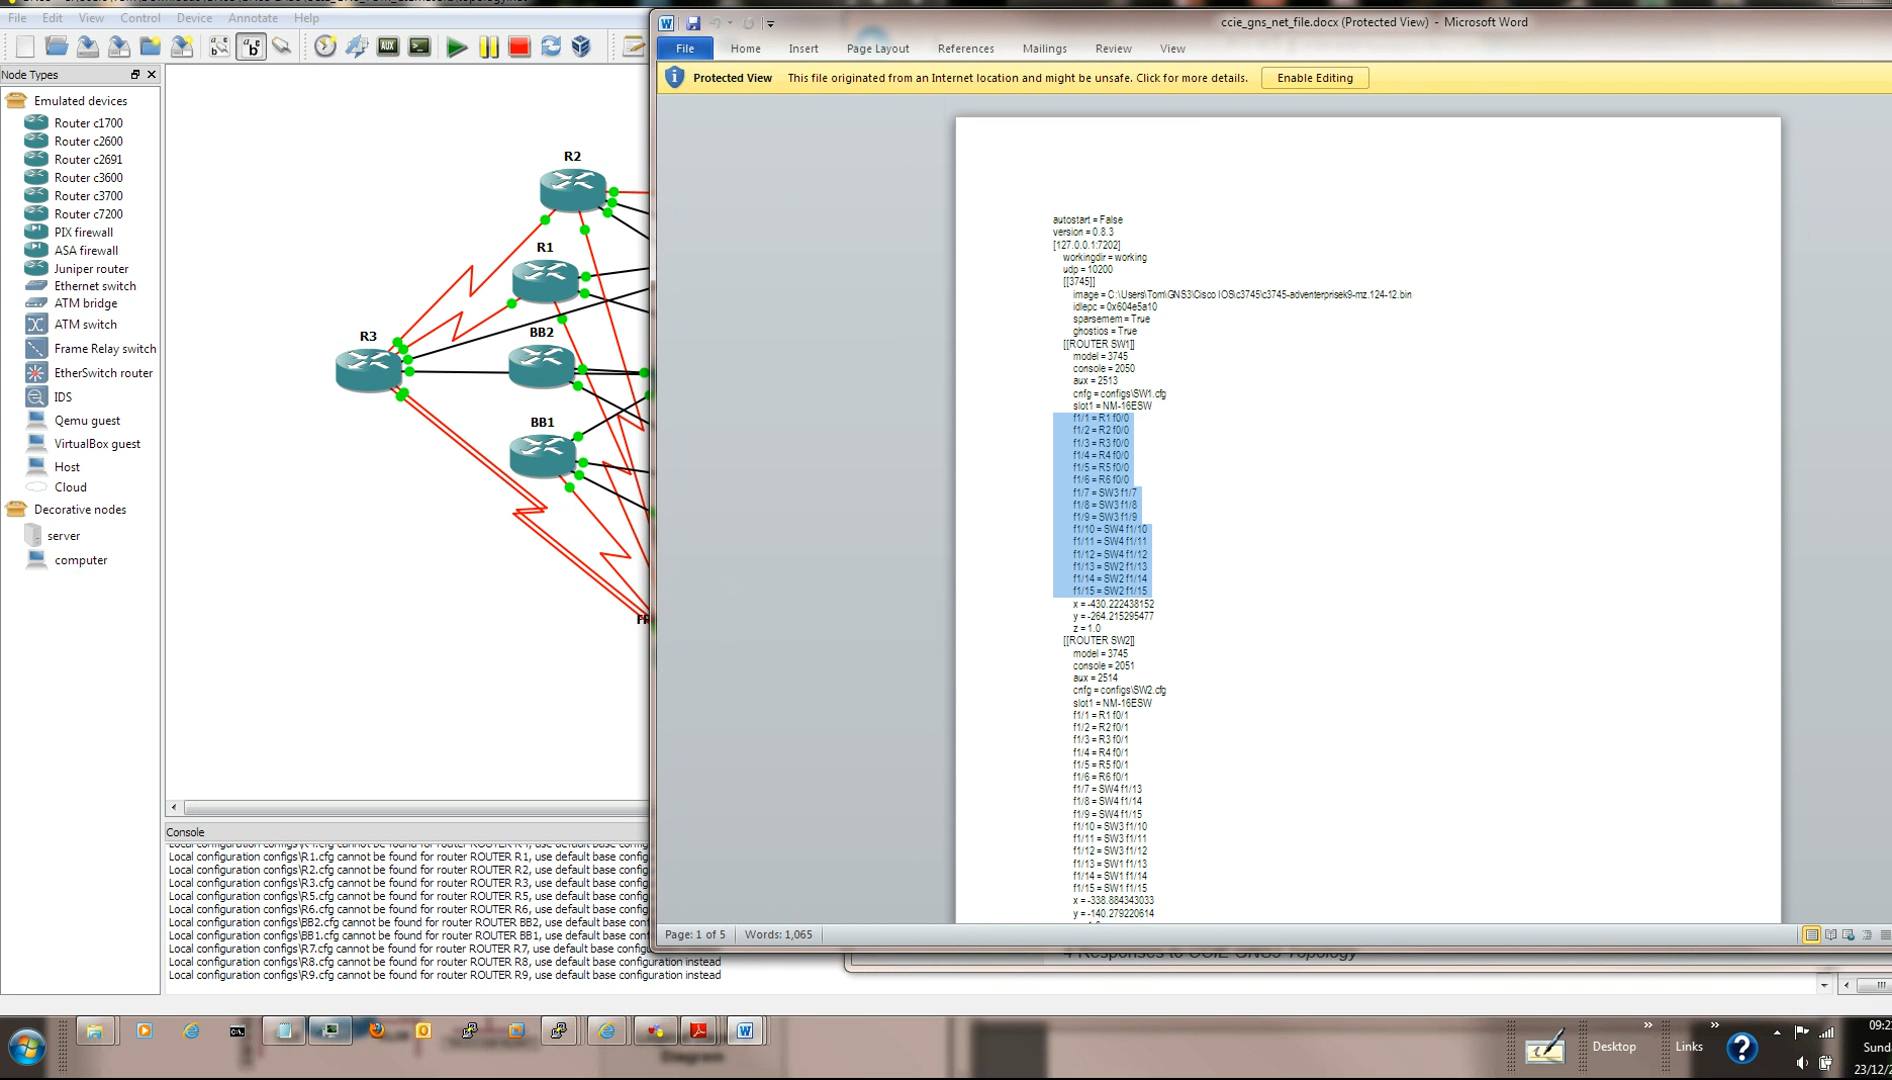 ccie_gns_net_file.docx (Protected View) - Microsoft Word
File Edit View Control Device Annotate Help
File Home Insert Page Layout References Mailings Review View
Protected View This file originated from an Internet location and might be unsafe. Click for more details. Enable Editing
Node Types
Emulated devices
Router c1700
Router c2600
Router c2691
Router c3600
Router c3700
Router c7200
PIX firewall
ASA firewall
Juniper router
Ethernet switch
ATM bridge
ATM switch
Frame Relay switch
EtherSwitch router
IDS
Qemu guest
VirtualBox guest
Host
Cloud
Decorative nodes
server
computer
AUX
R2
R1
R3
BB2
BB1
autostart = False
version = 0.8.3
[127.0.0.1:7202]
workingdir = working
udp = 10200
[[3745]]
image = C:\Users\Tom\GNS3\Cisco IOS\c3745\c3745-adventerprisek9-mz.124-12.bin
idlepc = 0x604e5a10
sparsemem = True
ghostios = True
[[ROUTER SW1]]
model = 3745
console = 2050
aux = 2513
cnfg = configs\SW1.cfg
slot1 = NM-16ESW
f1/1 = R1 f0/0
f1/2 = R2 f0/0
f1/3 = R3 f0/0
f1/4 = R4 f0/0
f1/5 = R5 f0/0
f1/6 = R6 f0/0
f1/7 = SW3 f1/7
f1/8 = SW3 f1/8
f1/9 = SW3 f1/9
f1/10 = SW4 f1/10
f1/11 = SW4 f1/11
f1/12 = SW4 f1/12
f1/13 = SW2 f1/13
f1/14 = SW2 f1/14
f1/15 = SW2 f1/15
x = -430.222438152
y = -264.215295477
z = 1.0
[[ROUTER SW2]]
model = 3745
console = 2051
aux = 2514
cnfg = configs\SW2.cfg
slot1 = NM-16ESW
f1/1 = R1 f0/1
f1/2 = R2 f0/1
f1/3 = R3 f0/1
f1/4 = R4 f0/1
f1/5 = R5 f0/1
f1/6 = R6 f0/1
f1/7 = SW4 f1/13
f1/8 = SW4 f1/14
f1/9 = SW4 f1/15
f1/10 = SW3 f1/10
f1/11 = SW3 f1/11
f1/12 = SW3 f1/12
f1/13 = SW1 f1/13
f1/14 = SW1 f1/14
f1/15 = SW1 f1/15
x = -338.884343033
y = -140.279220614
Page: 1 of 5 Words: 1,065
4 Responses to CCIE GNS3 Topology
Console
Local configuration configs\R1.cfg cannot be found for router ROUTER R1, use default base config
Local configuration configs\R2.cfg cannot be found for router ROUTER R2, use default base config
Local configuration configs\R3.cfg cannot be found for router ROUTER R3, use default base config
Local configuration configs\R5.cfg cannot be found for router ROUTER R5, use default base config
Local configuration configs\R6.cfg cannot be found for router ROUTER R6, use default base config
Local configuration configs\BB2.cfg cannot be found for router ROUTER BB2, use default base conf
Local configuration configs\BB1.cfg cannot be found for router ROUTER BB1, use default base conf
Local configuration configs\R7.cfg cannot be found for router ROUTER R7, use default base config
Local configuration configs\R8.cfg cannot be found for router ROUTER R8, use default base configuration instead
Local configuration configs\R9.cfg cannot be found for router ROUTER R9, use default base configuration instead
Diagram
Desktop
Links
09:2
Sunda
23/12/2